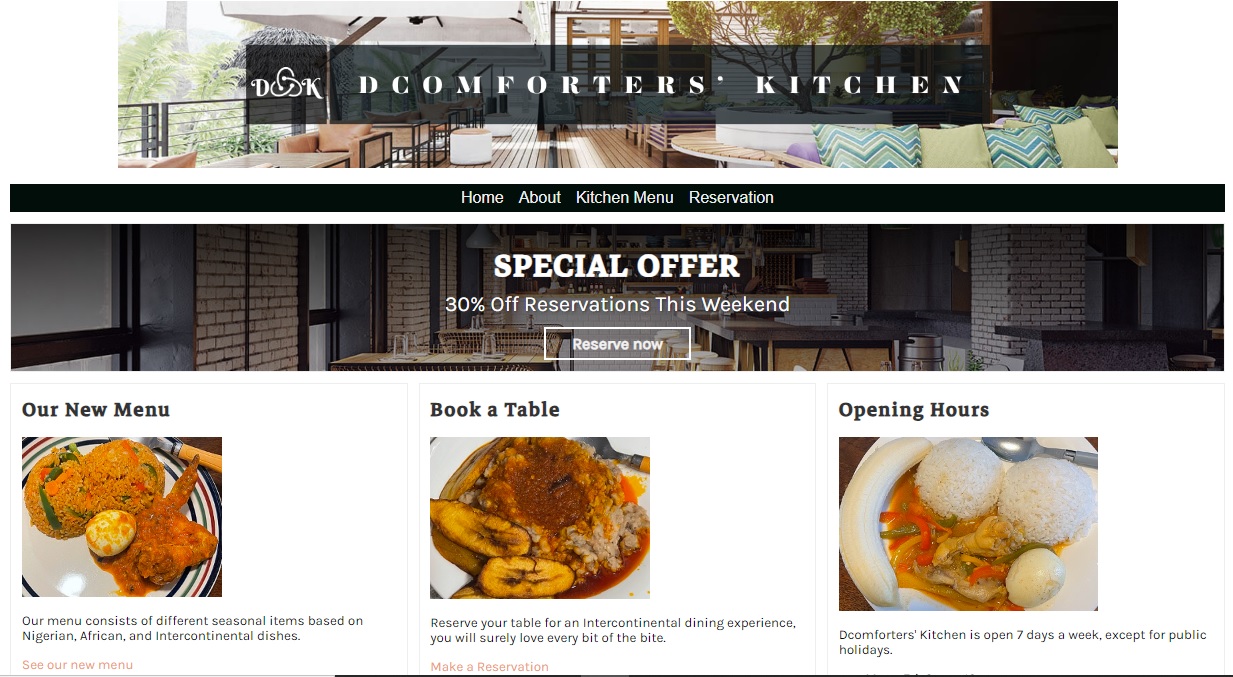 D K DCOMFORTERS' KITCHEN
Home About Kitchen Menu Reservation
SPECIAL OFFER
30% Off Reservations This Weekend
Reserve now
Our New Menu
Our menu consists of different seasonal items based on
Nigerian, African, and Intercontinental dishes.
See our new menu
Book a Table
Reserve your table for an Intercontinental dining experience,
you will surely love every bit of the bite.
Make a Reservation
Opening Hours
Dcomforters' Kitchen is open 7 days a week, except for public
holidays.